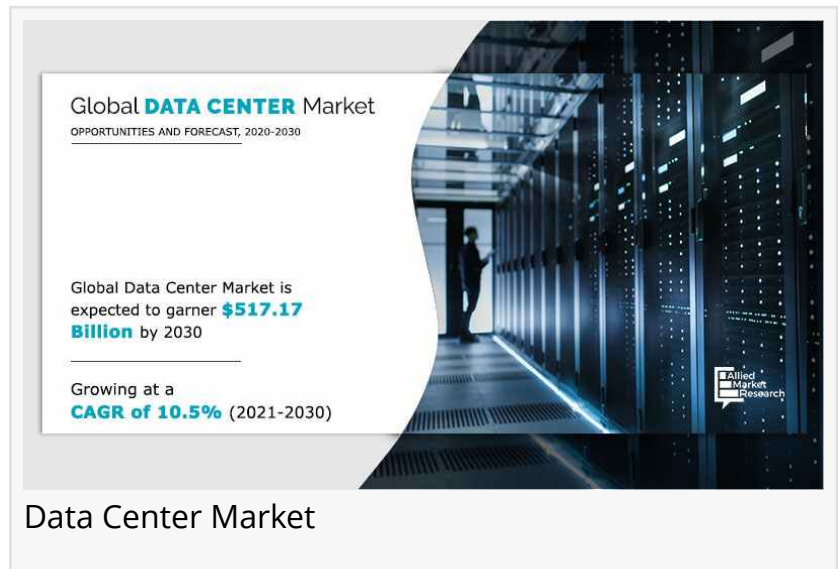 Global DATA CENTER Market
OPPORTUNITIES AND FORECAST, 2020-2030
Global Data Center Market is
expected to garner $517.17
Billion by 2030
Growing at a
CAGR of 10.5% (2021-2030)
Allied
Market
Research
Data Center Market